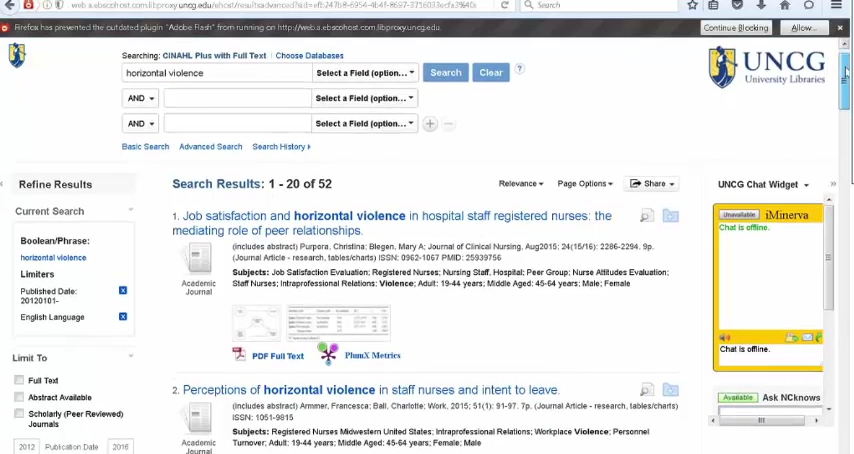 web.a.ebscohost.com.libproxy.uncg.edu/ehost/resultsadvanced?sid=
Search
Firefox has prevented the outdated plugin "Adobe Flash" from running on http://web.a.ebscohost.com.libproxy.uncg.edu.
Continue Blocking
Allow...
Searching: CINAHL Plus with Full Text | Choose Databases
horizontal violence
Select a Field (option...
Search
Clear
AND
Select a Field (option...
AND
Select a Field (option...
Basic Search Advanced Search Search History
UNCG
University Libraries
Refine Results
Current Search
Boolean/Phrase:
horizontal violence
Limiters
Published Date:
20120101-
English Language
Limit To
Full Text
Abstract Available
Scholarly (Peer Reviewed)
Journals
2012 Publication Date 2016
Search Results: 1 - 20 of 52
Relevance Page Options Share
1. Job satisfaction and horizontal violence in hospital staff registered nurses: the
mediating role of peer relationships.
(includes abstract) Purpora, Christina; Blegen, Mary A; Journal of Clinical Nursing, Aug2015; 24(15/16): 2286-2294. 9p.
(Journal Article - research, tables/charts) ISSN: 0962-1067 PMID: 25939756
Academic
Journal
Subjects: Job Satisfaction Evaluation; Registered Nurses; Nursing Staff, Hospital; Peer Group; Nurse Attitudes Evaluation;
Staff Nurses; Intraprofessional Relations; Violence; Adult: 19-44 years; Middle Aged: 45-64 years; Male; Female
PDF Full Text PlumX Metrics
2. Perceptions of horizontal violence in staff nurses and intent to leave.
(includes abstract) Armmer, Francesca; Ball, Charlotte; Work, 2015; 51(1): 91-97. 7p. (Journal Article - research, tables/charts)
ISSN: 1051-9815
Academic
Journal
Subjects: Registered Nurses Midwestern United States; Intraprofessional Relations; Workplace Violence; Personnel
Turnover; Adult: 19-44 years; Middle Aged: 45-64 years; Female; Male
UNCG Chat Widget
Unavailable iMinerva
Chat is offline.
Chat is offline.
Available Ask NCknows